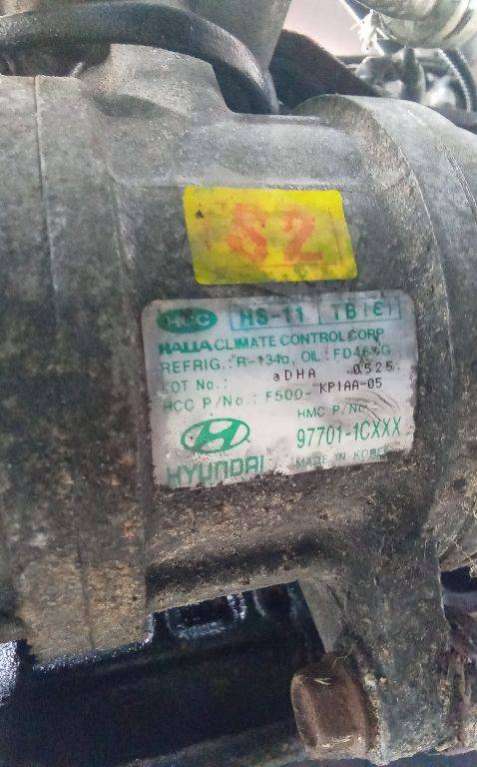 S2
HCC HS-11 TB(E)
HALLA CLIMATE CONTROL CORP.
REFRIG.: R-134a, OIL: FD46XG
LOT No.: aDHA 0525
HCC P/No.: F500-KP1AA-05
HMC P/No.
97701-1CXXX
HYUNDAI MADE IN KOREA